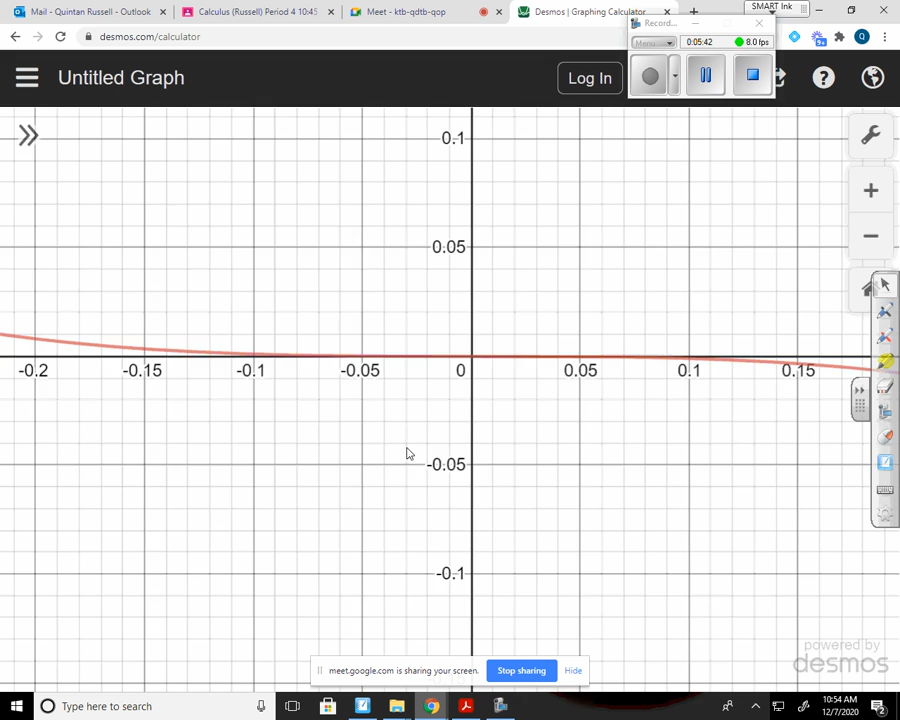 Mail - Quintan Russell - Outlook
Calculus (Russell) Period 4 10:45
Meet - ktb-qdtb-qop
Desmos | Graphing Calculator
SMART Ink
Record...
desmos.com/calculator
Menu
0:05:42
8.0 fps
9+
Q
Untitled Graph
Log In
0.1
0.05
-0.2
-0.15
-0.1
-0.05
0
0.05
0.1
0.15
-0.05
-0.1
powered by
desmos
meet.google.com is sharing your screen.
Stop sharing
Hide
Type here to search
10:54 AM
12/7/2020
2